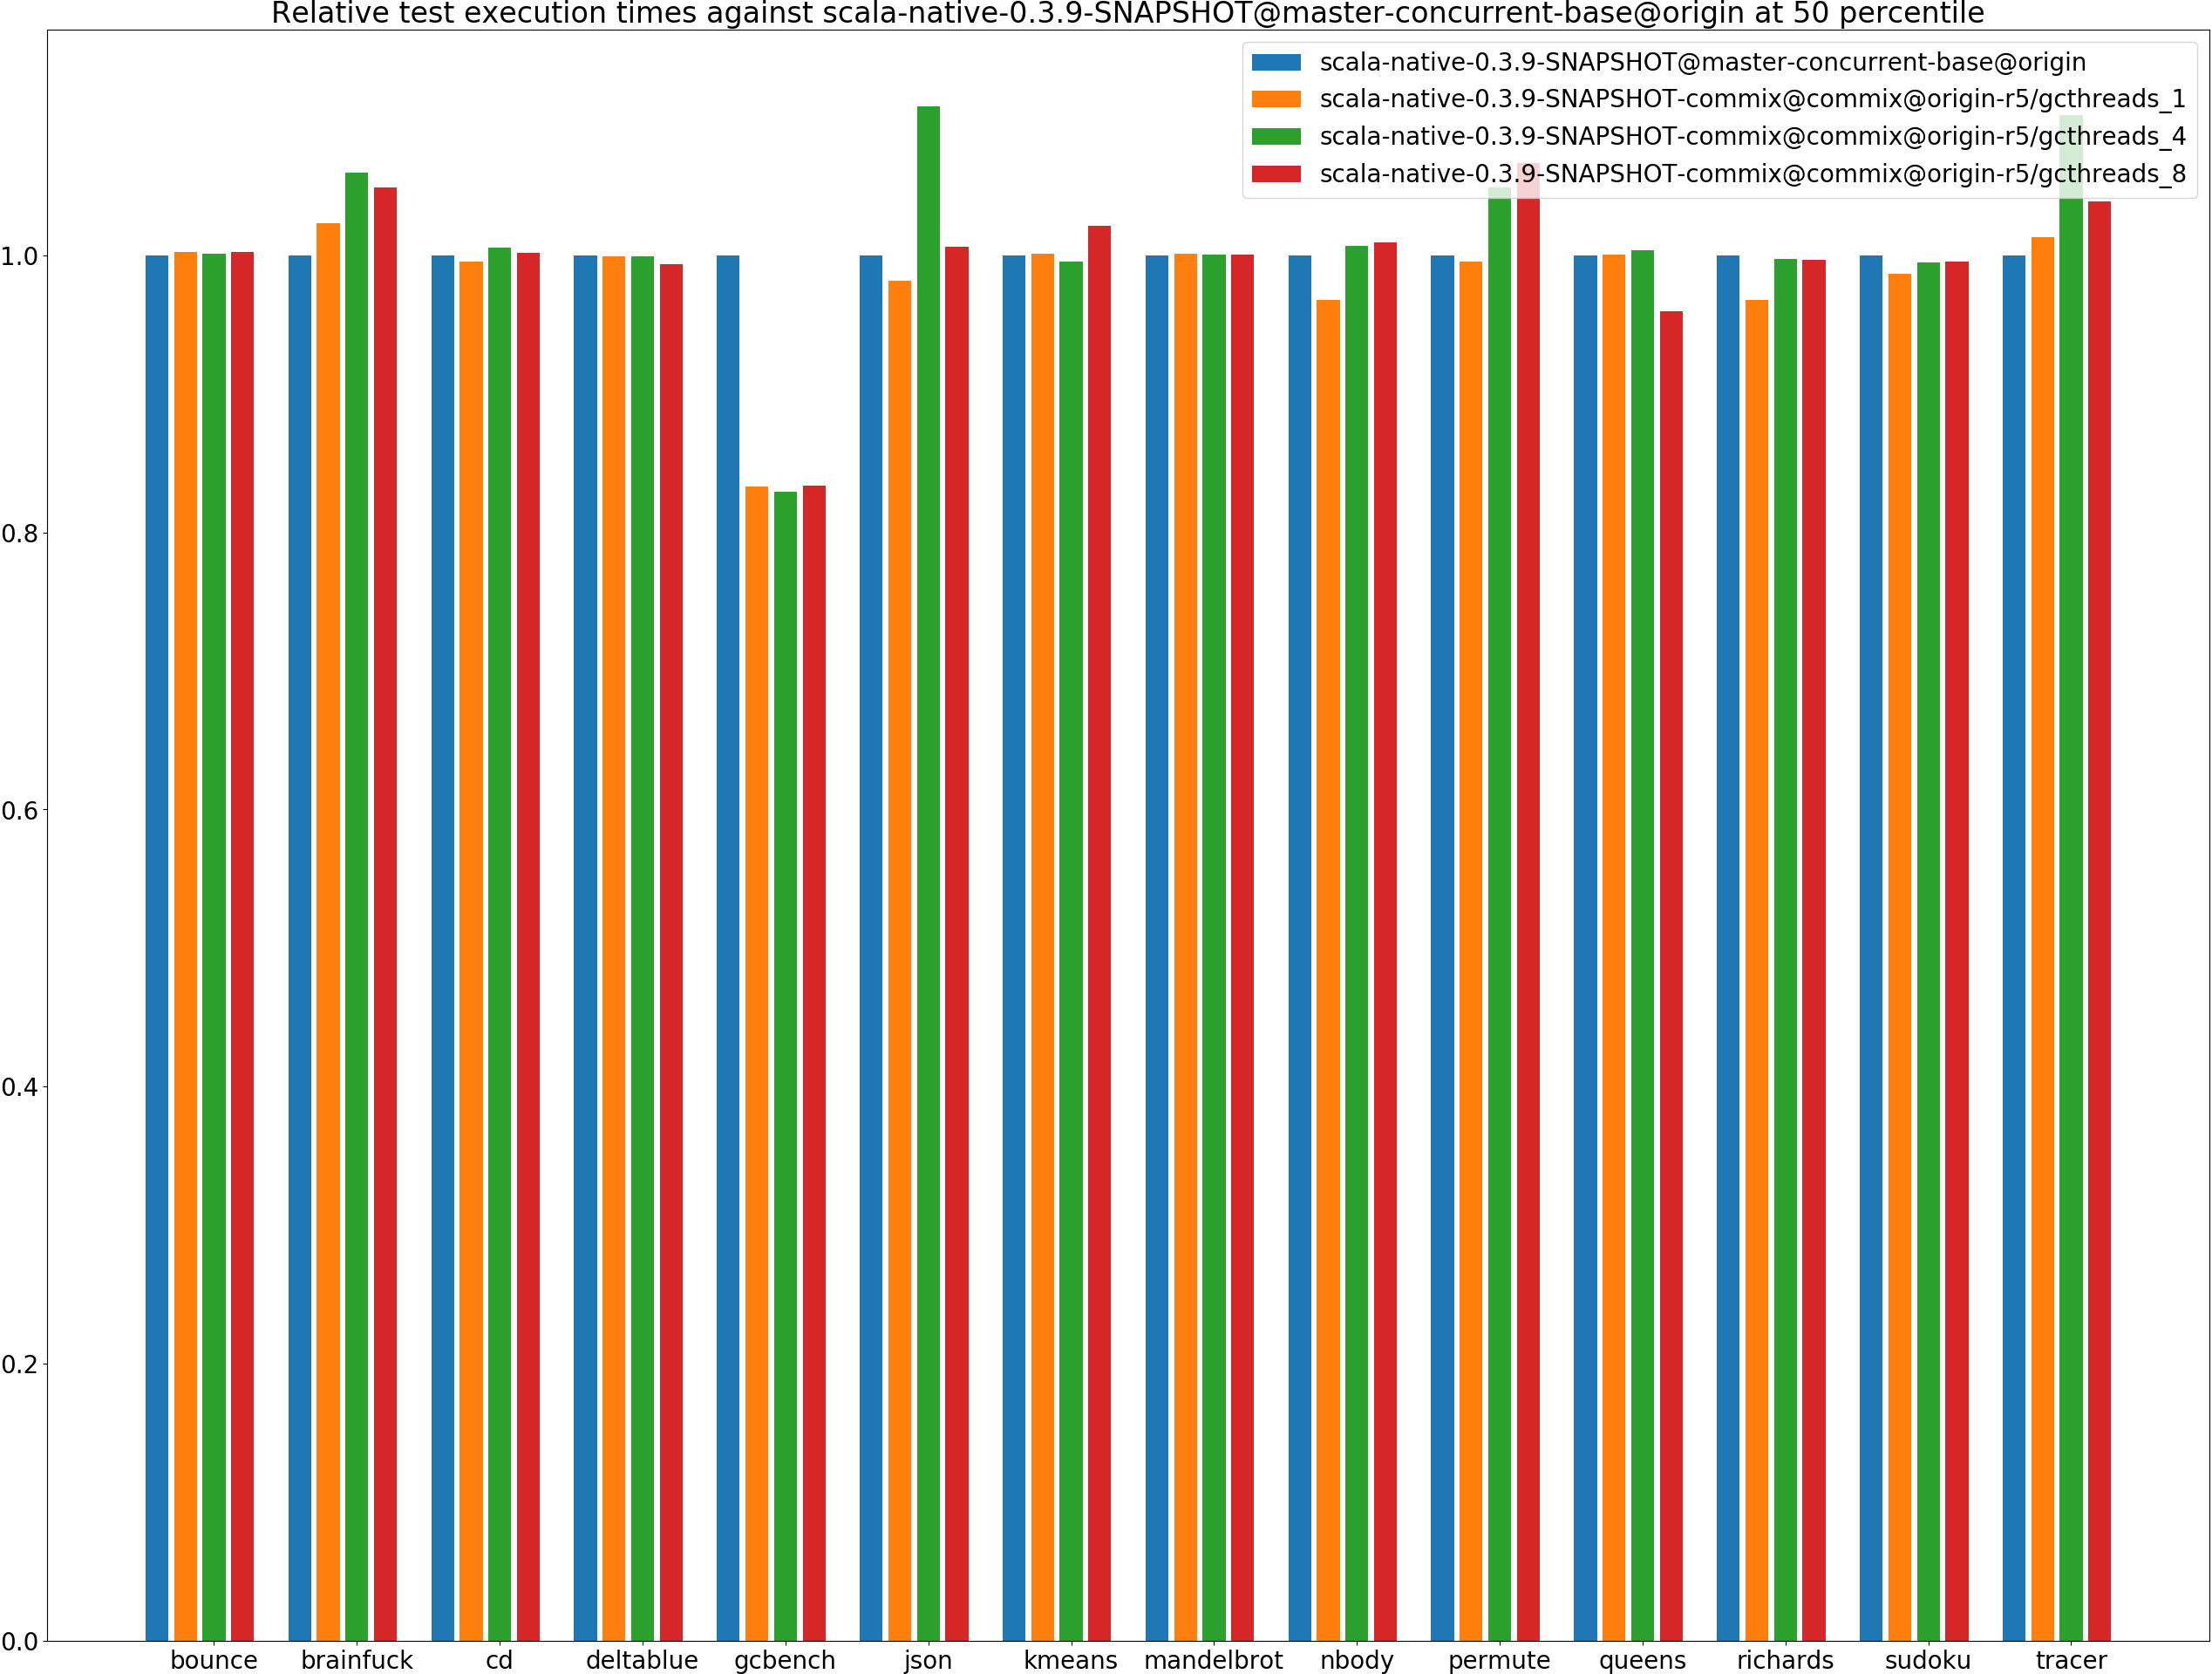 Relative test execution times against scala-native-0.3.9-SNAPSHOT@master-concurrent-base@origin at 50 percentile
scala-native-0.3.9-SNAPSHOT@master-concurrent-base@origin
scala-native-0.3.9-SNAPSHOT-commix@commix@origin-r5/gcthreads_1
scala-native-0.3.9-SNAPSHOT-commix@commix@origin-r5/gcthreads_4
scala-native-0.3.9-SNAPSHOT-commix@commix@origin-r5/gcthreads_8
1.0
0.8
0.6
0.4
0.2
0.0
bounce brainfuck cd deltablue gcbench json kmeans mandelbrot nbody permute queens richards sudoku tracer